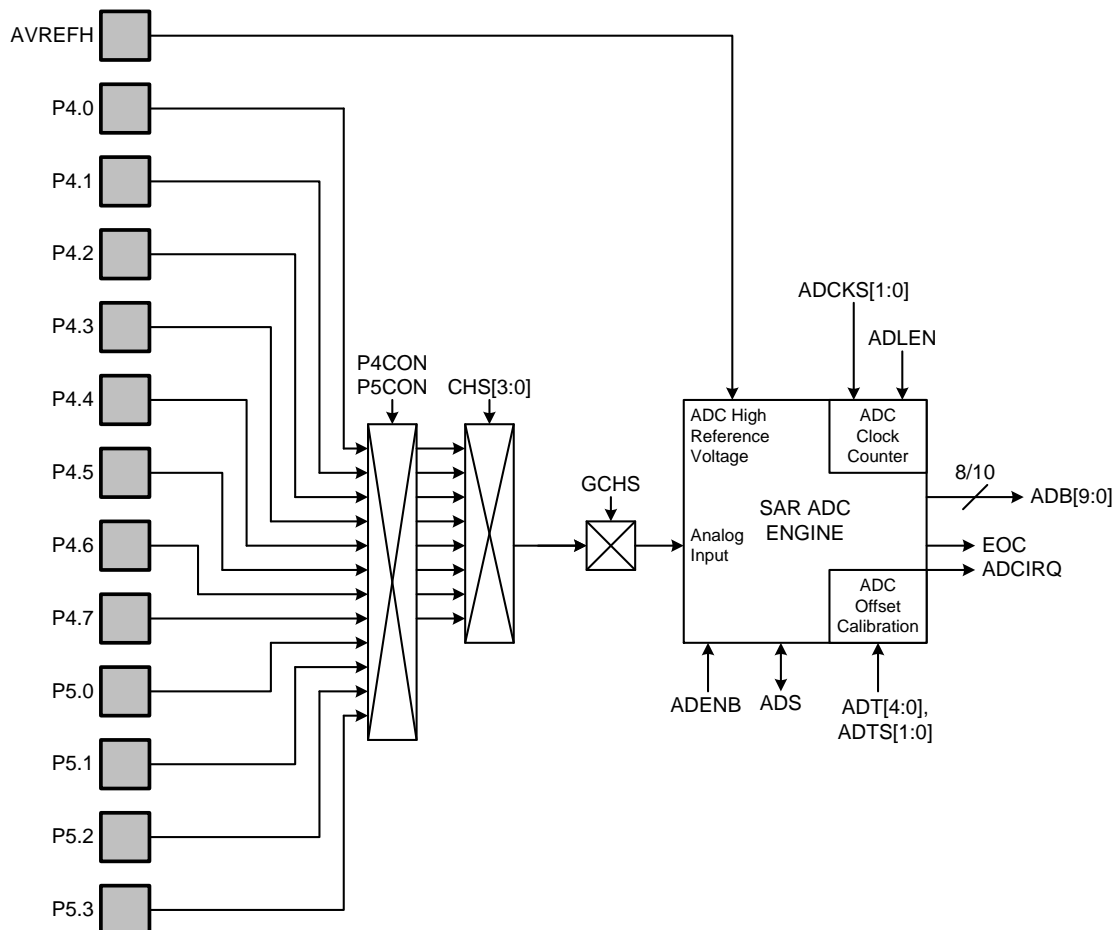 AVREFH
P4.0
P4.1
P4.2
P4.3
P4.4
P4.5
P4.6
P4.7
P5.0
P5.1
P5.2
P5.3
P4CON
P5CON
CHS[3:0]
GCHS
ADCKS[1:0]
ADLEN
ADC High
Reference
Voltage
ADC
Clock
Counter
SAR ADC
ENGINE
Analog
Input
ADC
Offset
Calibration
8/10
ADB[9:0]
EOC
ADCIRQ
ADENB
ADS
ADT[4:0],
ADTS[1:0]